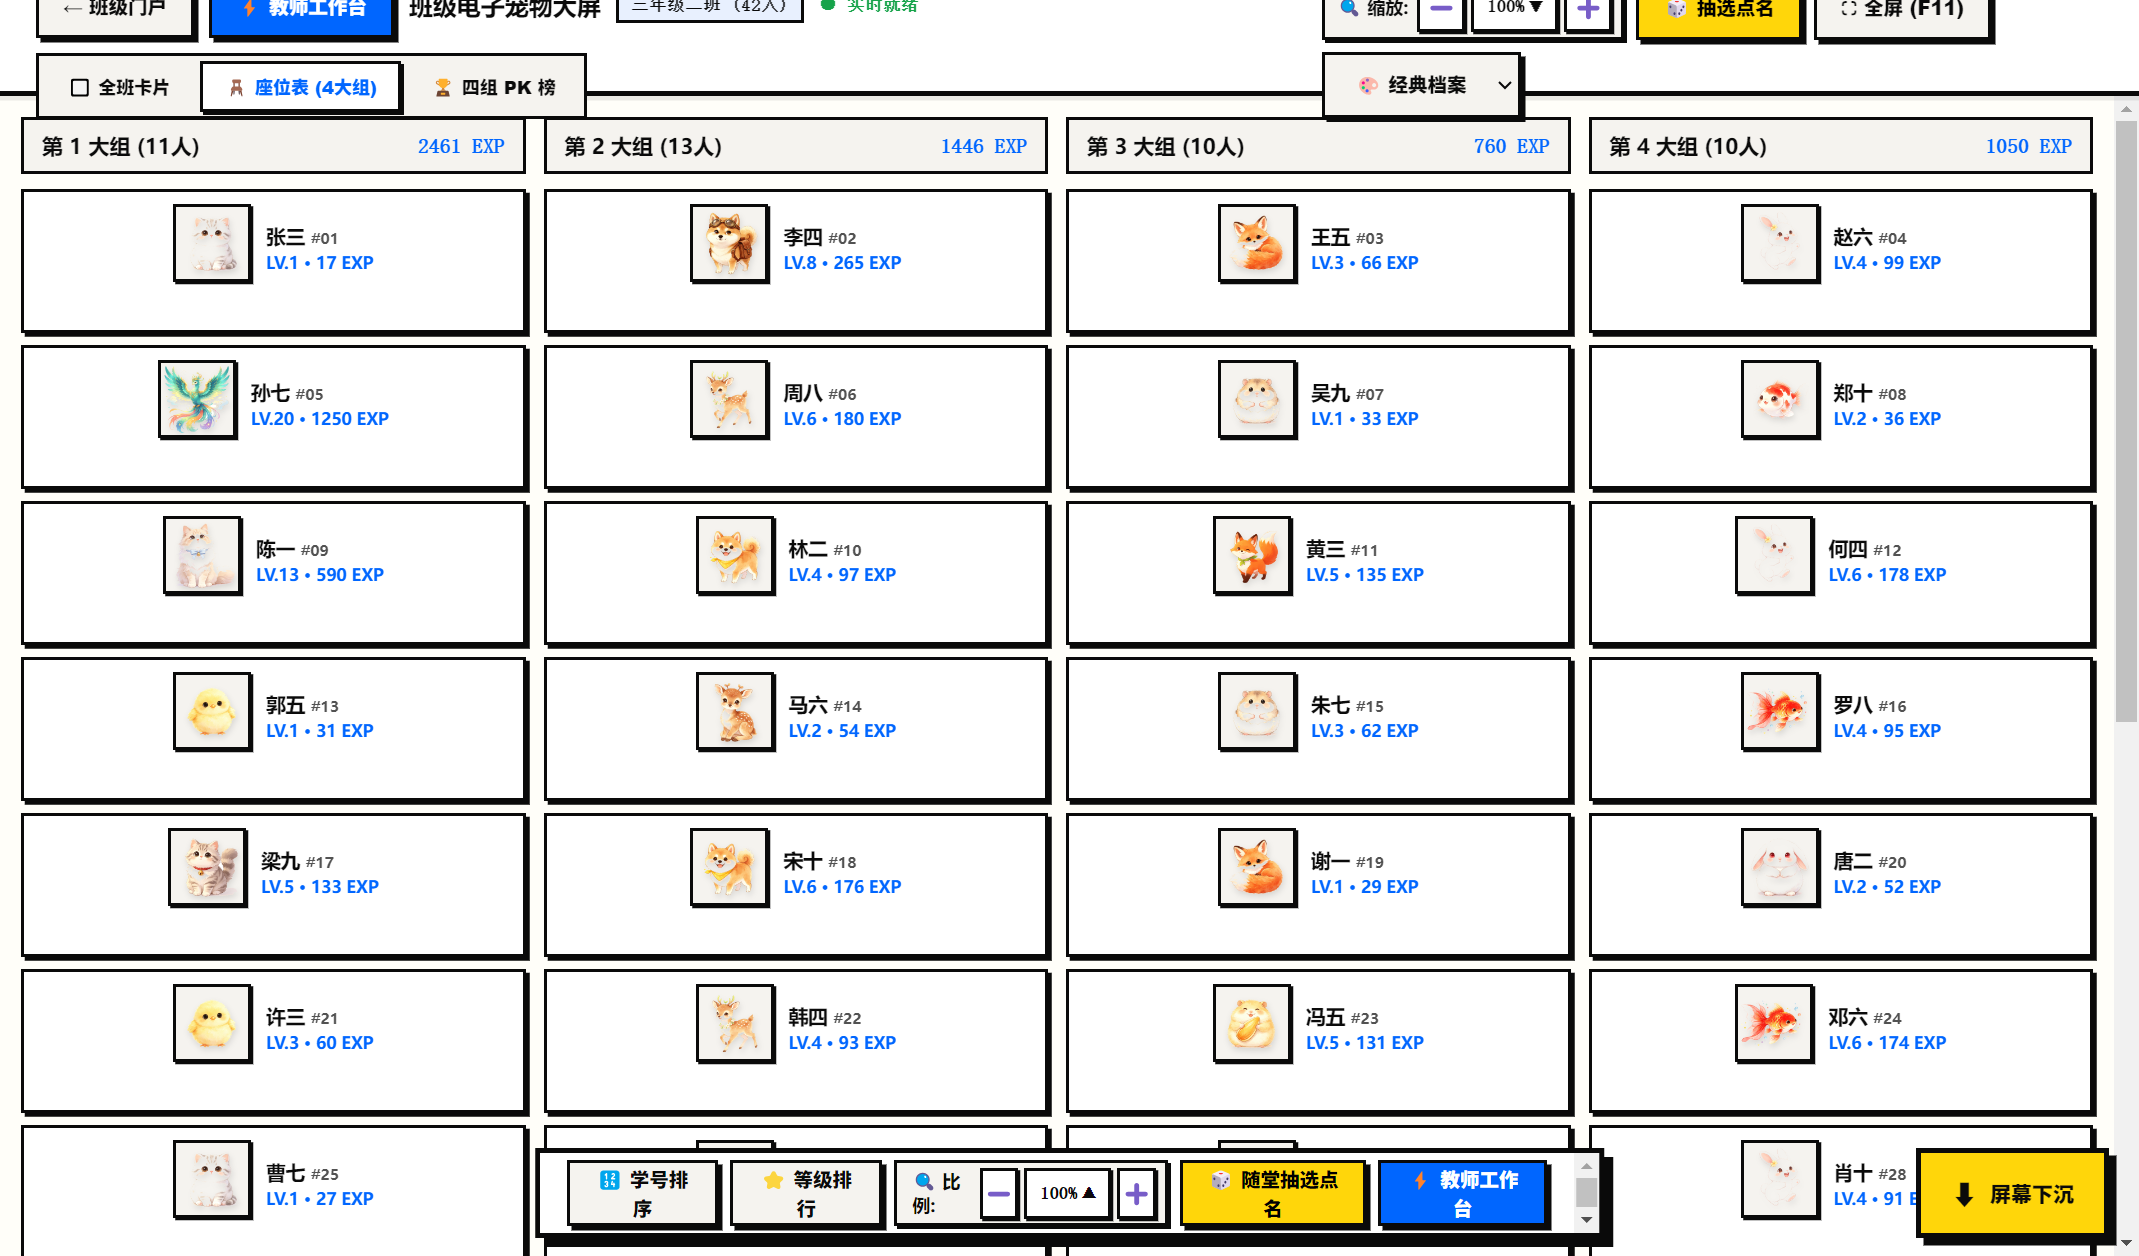 ← 班级门户
教师工作台
班级电子宠物大屏
三年级二班 (42人)
实时就绪
缩放:
100%▼
抽选点名
全屏 (F11)
全班卡片
座位表 (4大组)
四组 PK 榜
经典档案
第 1 大组 (11人)
2461 EXP
第 2 大组 (13人)
1446 EXP
第 3 大组 (10人)
760 EXP
第 4 大组 (10人)
1050 EXP
张三 #01
LV.1 • 17 EXP
李四 #02
LV.8 • 265 EXP
王五 #03
LV.3 • 66 EXP
赵六 #04
LV.4 • 99 EXP
孙七 #05
LV.20 • 1250 EXP
周八 #06
LV.6 • 180 EXP
吴九 #07
LV.1 • 33 EXP
郑十 #08
LV.2 • 36 EXP
陈一 #09
LV.13 • 590 EXP
林二 #10
LV.4 • 97 EXP
黄三 #11
LV.5 • 135 EXP
何四 #12
LV.6 • 178 EXP
郭五 #13
LV.1 • 31 EXP
马六 #14
LV.2 • 54 EXP
朱七 #15
LV.3 • 62 EXP
罗八 #16
LV.4 • 95 EXP
梁九 #17
LV.5 • 133 EXP
宋十 #18
LV.6 • 176 EXP
谢一 #19
LV.1 • 29 EXP
唐二 #20
LV.2 • 52 EXP
许三 #21
LV.3 • 60 EXP
韩四 #22
LV.4 • 93 EXP
冯五 #23
LV.5 • 131 EXP
邓六 #24
LV.6 • 174 EXP
曹七 #25
LV.1 • 27 EXP
肖十 #28
LV.4 • 91 E
学号排
序
等级排
行
比
例:
100%▲
随堂抽选点
名
教师工作
台
屏幕下沉